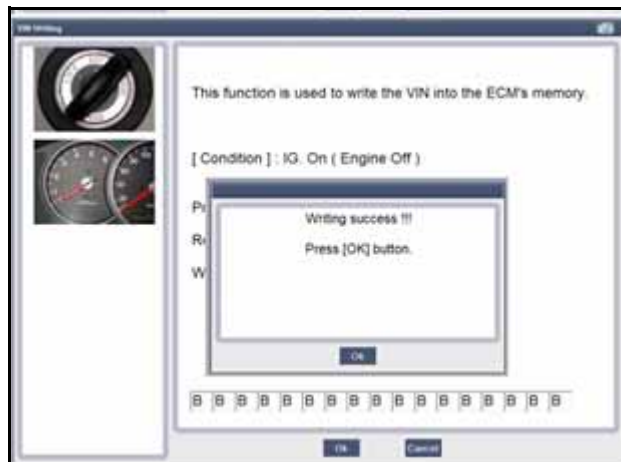 VIN Writing
This function is used to write the VIN into the ECM's memory.
[ Condition ] : IG. On ( Engine Off )
Writing success !!!
Press [OK] button.
Ok
B B B B B B B B B B B B B B B B B
Ok
Cancel